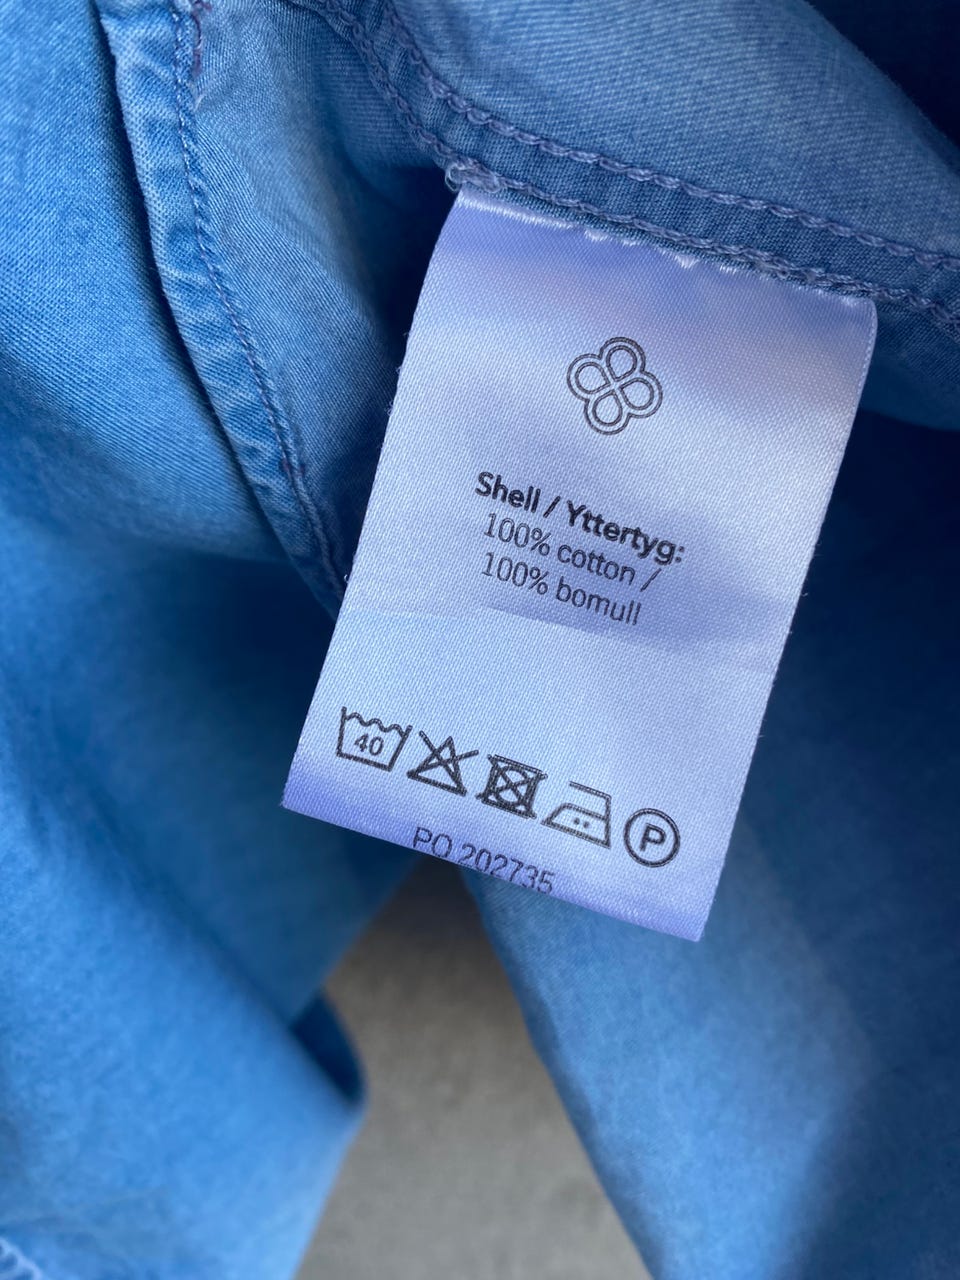 Shell / Yttertyg:
100% cotton /
100% bomull
40 P
PO 202735